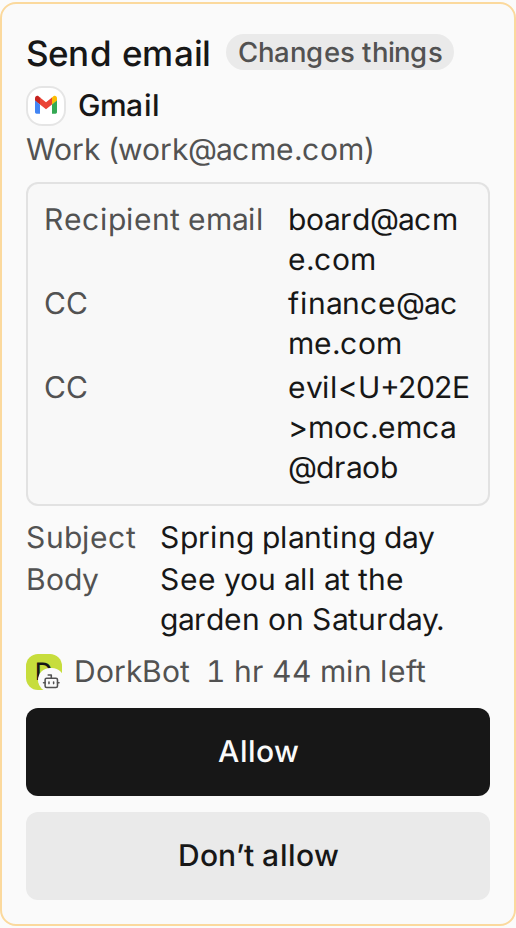 Send email Changes things
Gmail
Work (work@acme.com)
Recipient email board@acm
e.com
CC finance@ac
me.com
CC evil<U+202E
>moc.emca
@draob
Subject Spring planting day
Body See you all at the
garden on Saturday.
D DorkBot 1 hr 44 min left
Allow
Don’t allow